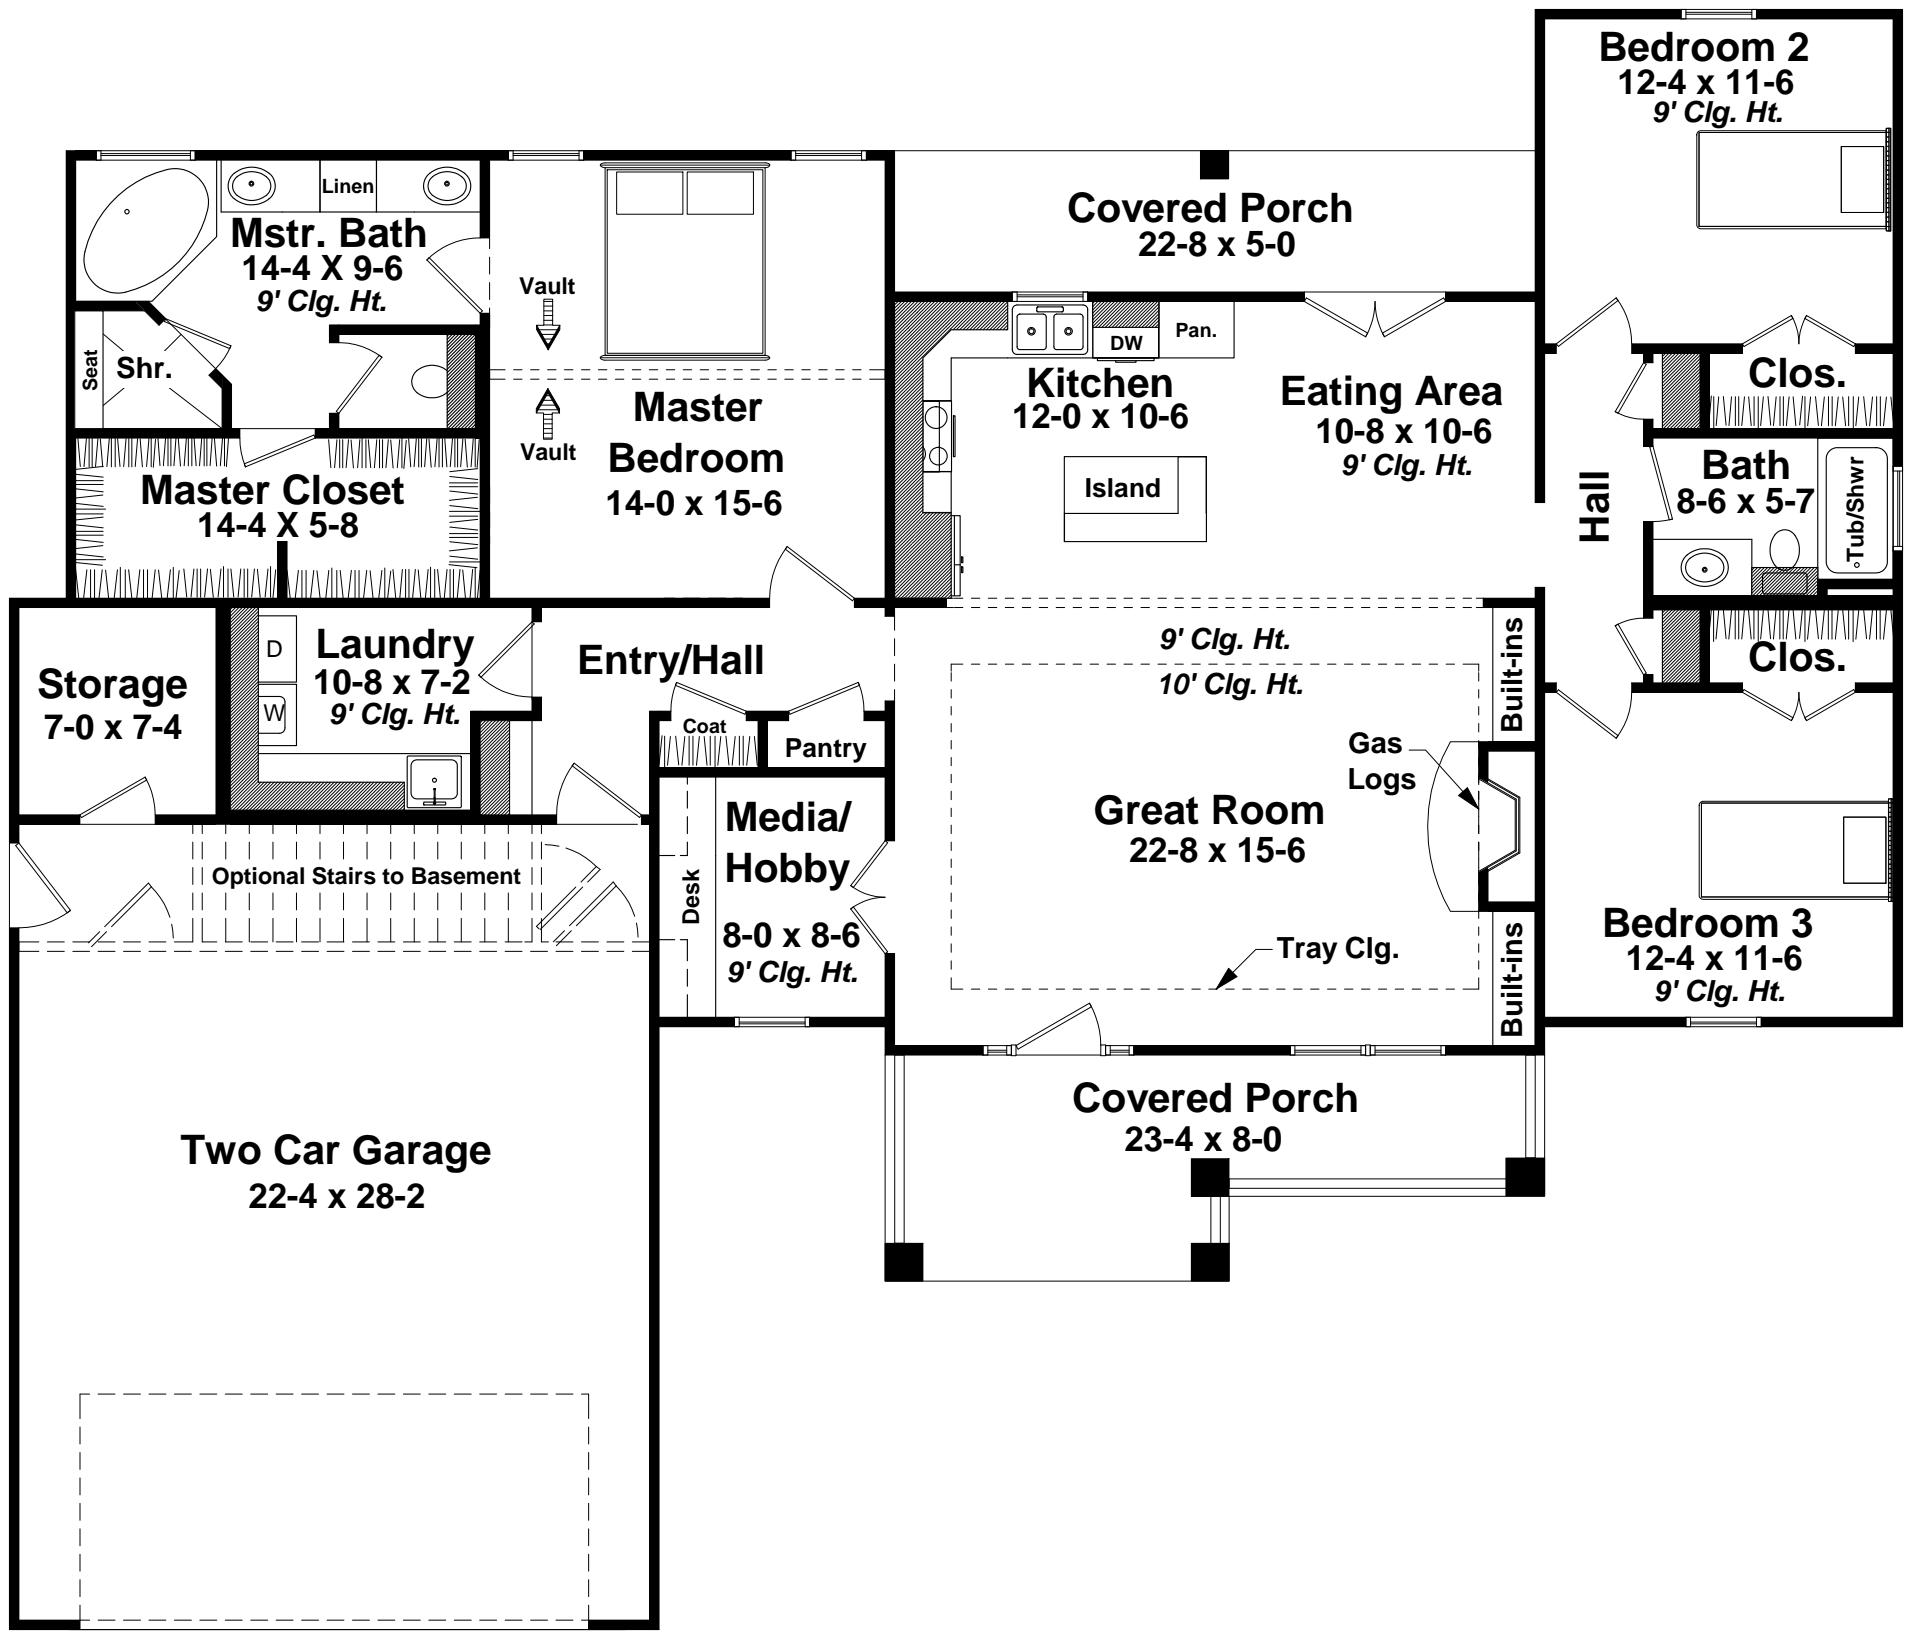 Bedroom 2
12-4 x 11-6
9' Clg. Ht.
Linen
Mstr. Bath
14-4 X 9-6
9' Clg. Ht.
Seat
Shr.
Vault
Vault
Master
Bedroom
14-0 x 15-6
Covered Porch
22-8 x 5-0
DW
Pan.
Kitchen
12-0 x 10-6
Island
Eating Area
10-8 x 10-6
9' Clg. Ht.
Hall
Clos.
Bath
8-6 x 5-7
Tub/Shwr
Clos.
Master Closet
14-4 X 5-8
Storage
7-0 x 7-4
D
W
Laundry
10-8 x 7-2
9' Clg. Ht.
Entry/Hall
Coat
Pantry
9' Clg. Ht.
10' Clg. Ht.
Built-ins
Gas
Logs
Great Room
22-8 x 15-6
Tray Clg.
Built-ins
Media/
Hobby
8-0 x 8-6
9' Clg. Ht.
Desk
Optional Stairs to Basement
Bedroom 3
12-4 x 11-6
9' Clg. Ht.
Covered Porch
23-4 x 8-0
Two Car Garage
22-4 x 28-2